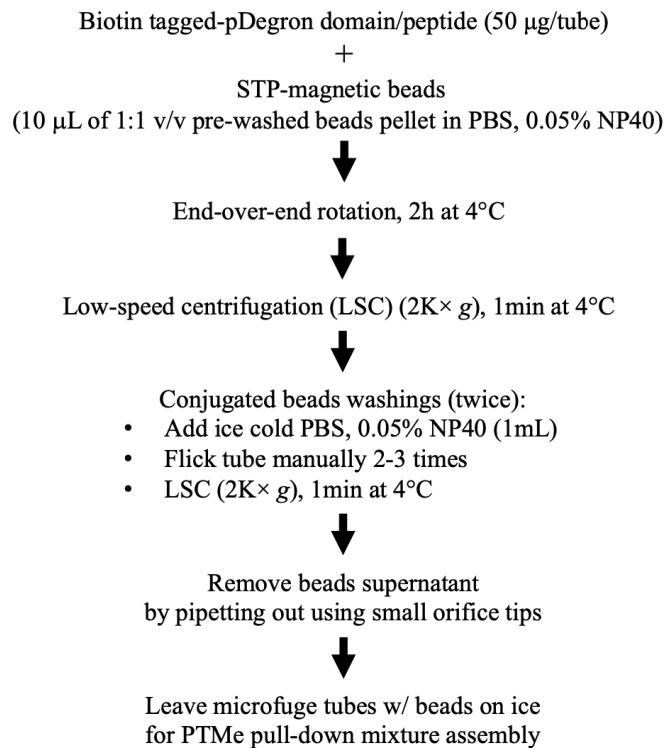 Biotin tagged-pDegron domain/peptide (50 μg/tube)
+
STP-magnetic beads
(10 μL of 1:1 v/v pre-washed beads pellet in PBS, 0.05% NP40)
End-over-end rotation, 2h at 4°C
Low-speed centrifugation (LSC) (2K× g), 1min at 4°C
Conjugated beads washings (twice):
• Add ice cold PBS, 0.05% NP40 (1mL)
• Flick tube manually 2-3 times
• LSC (2K× g), 1min at 4°C
Remove beads supernatant
by pipetting out using small orifice tips
Leave microfuge tubes w/ beads on ice
for PTMe pull-down mixture assembly